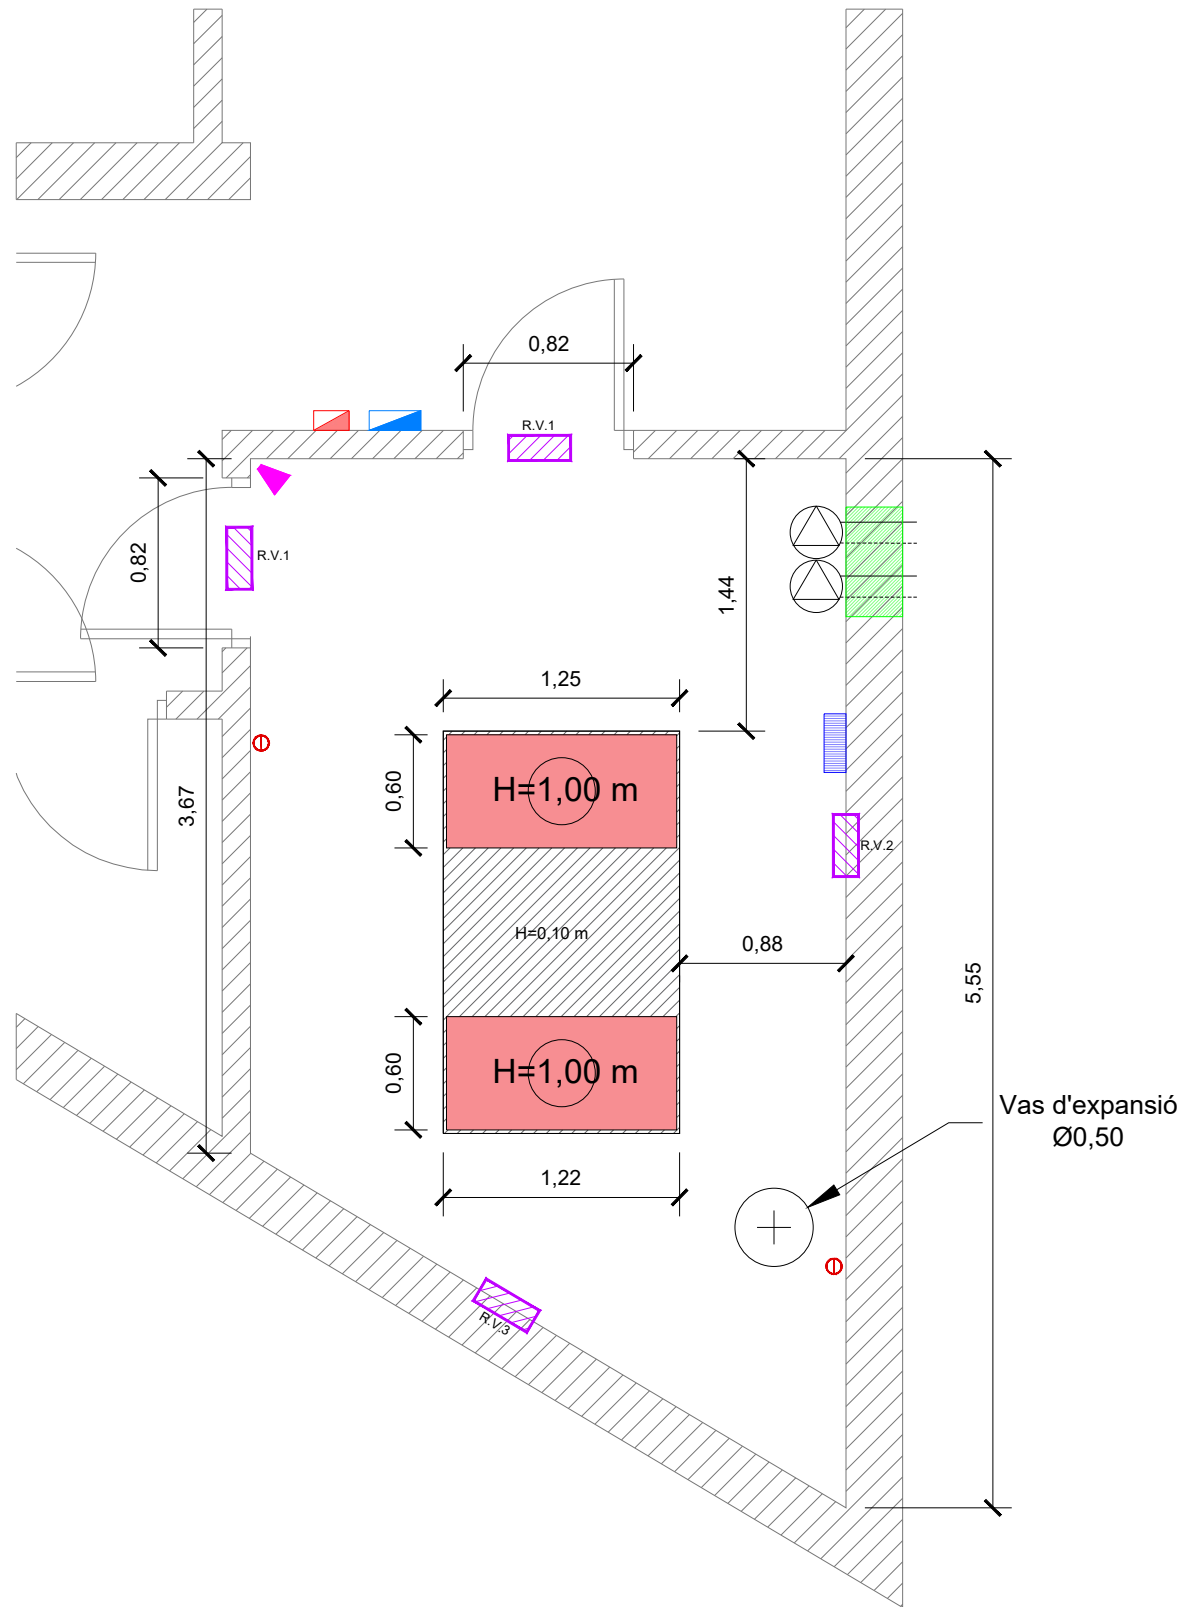 0,82
R.V.1
0,82
R.V.1
1,44
1,25
0,60
H=1,00 m
3,67
R.V.2
H=0,10 m
0,88
5,55
0,60
H=1,00 m
Vas d'expansió
Ø0,50
1,22
R.V.3